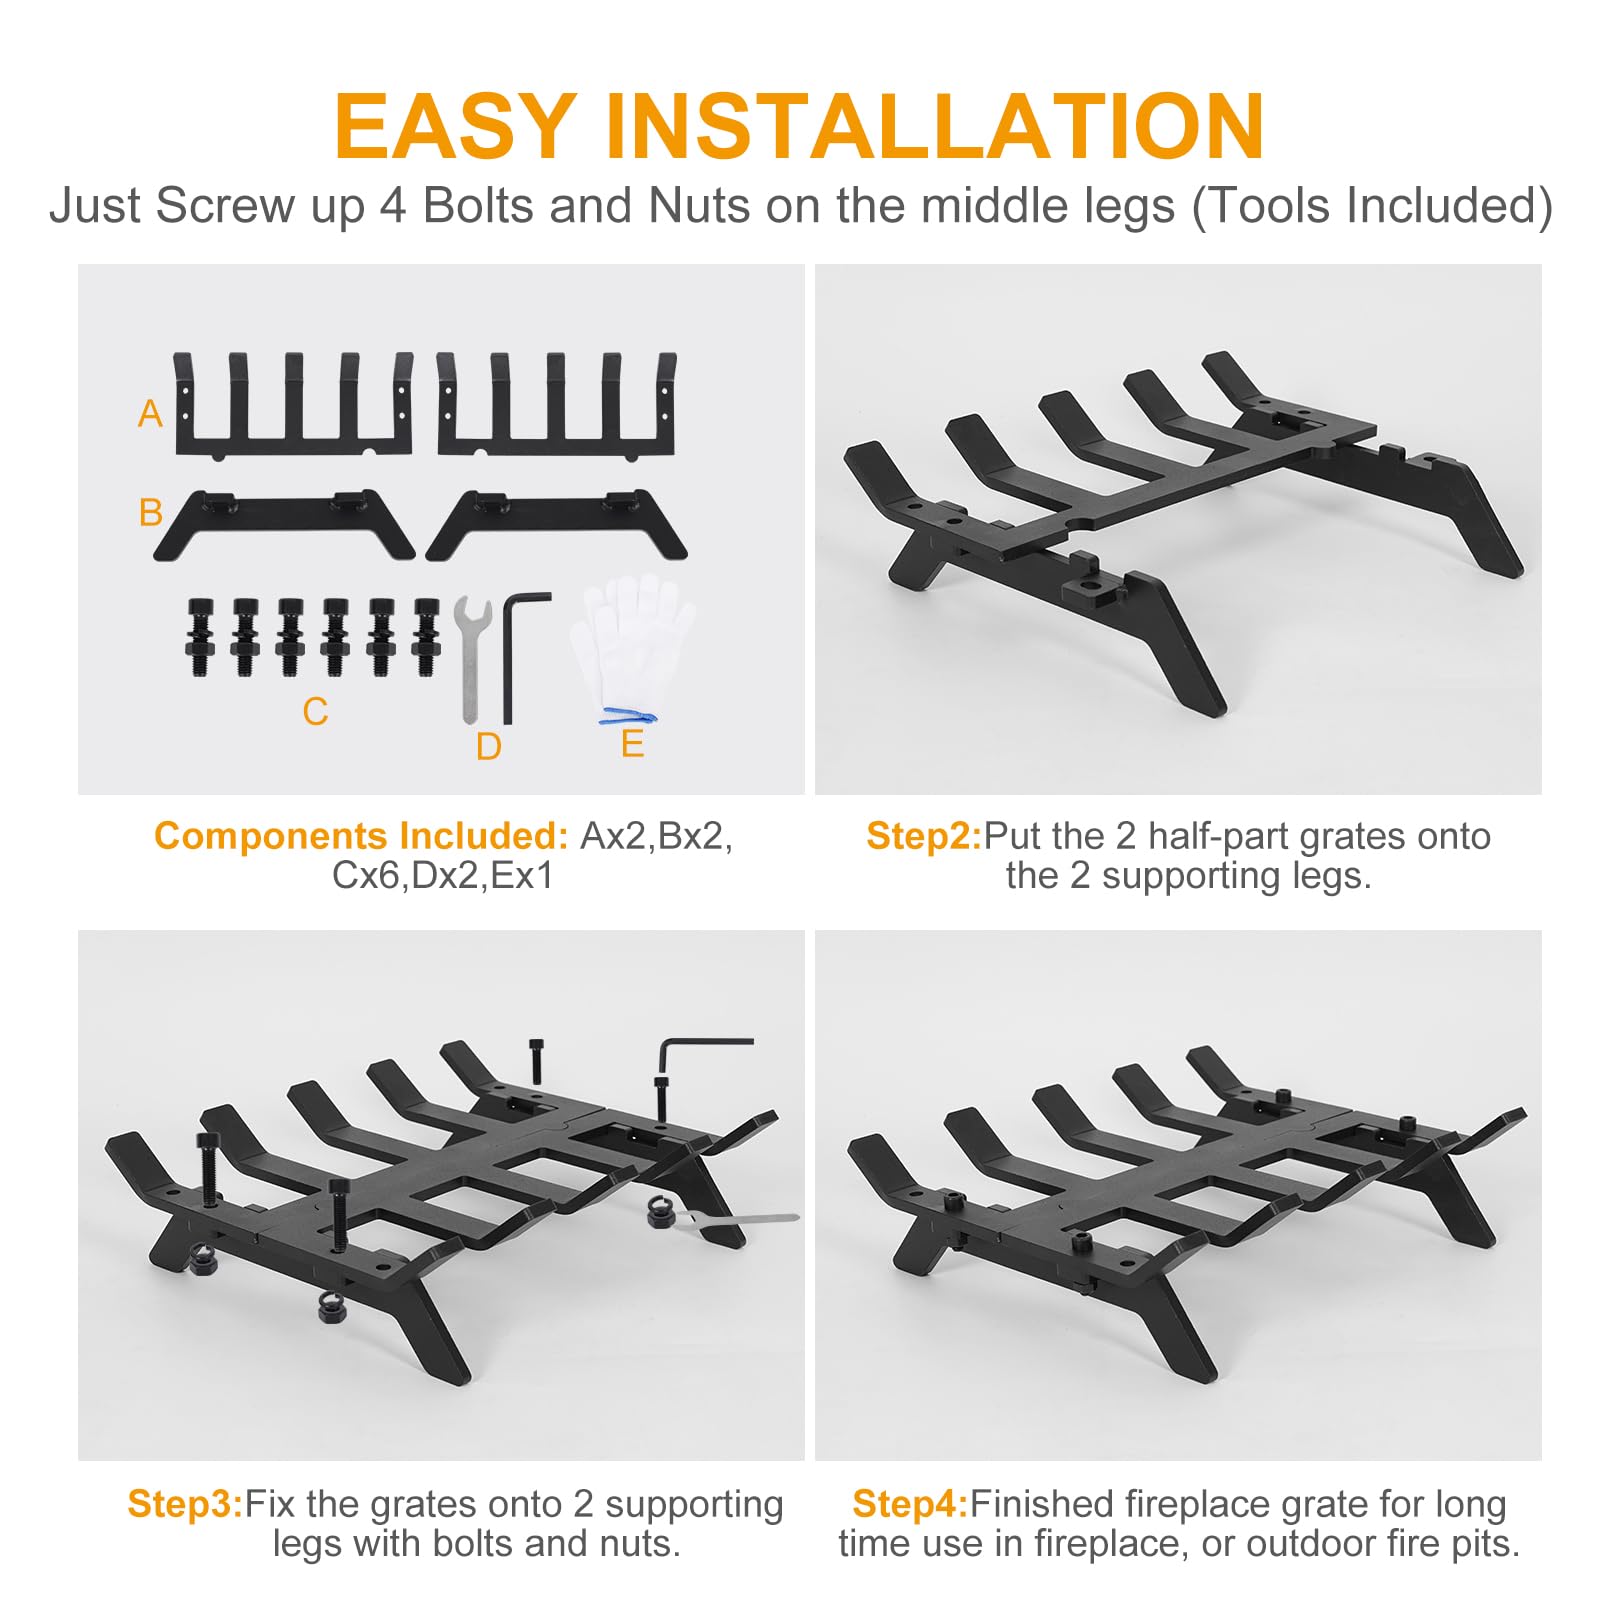 EASY INSTALLATION
Just Screw up 4 Bolts and Nuts on the middle legs (Tools Included)
A
B
C
D
E
Components Included: Ax2,Bx2,
Cx6,Dx2,Ex1
Step2:Put the 2 half-part grates onto
the 2 supporting legs.
Step3:Fix the grates onto 2 supporting
legs with bolts and nuts.
Step4:Finished fireplace grate for long
time use in fireplace, or outdoor fire pits.